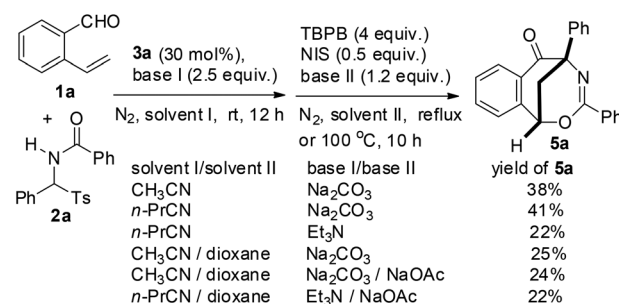 CHO
1a
+
O
HN
Ph
Ph
Ts
2a
3a (30 mol%),
base I (2.5 equiv.)
N2, solvent I, rt, 12 h
TBPB (4 equiv.)
NIS (0.5 equiv.)
base II (1.2 equiv.)
N2, solvent II, reflux
or 100 °C, 10 h
O
Ph
N
O
Ph
H
5a
solvent I/solvent II base I/base II yield of 5a
CH3CN Na2CO3 38%
n-PrCN Na2CO3 41%
n-PrCN Et3N 22%
CH3CN / dioxane Na2CO3 25%
CH3CN / dioxane Na2CO3 / NaOAc 24%
n-PrCN / dioxane Et3N / NaOAc 22%